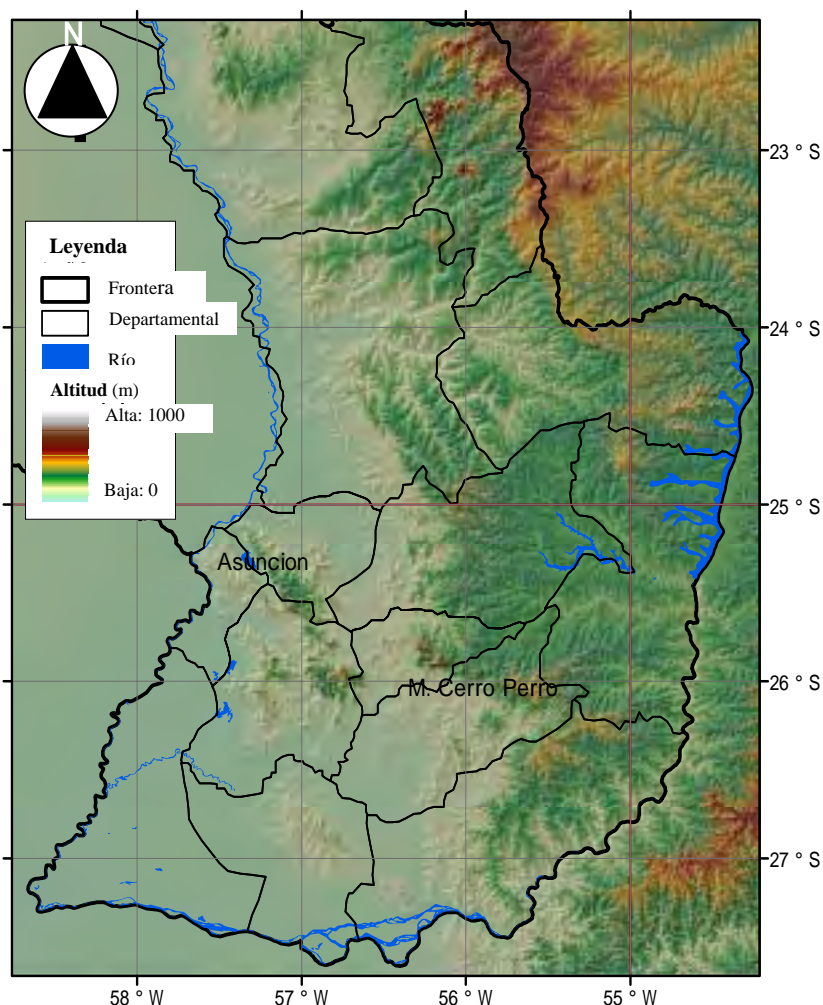 N
23 ° S
Leyenda
Frontera
Departamental
24 ° S
Río
Altitud (m)
Alta: 1000
Baja: 0
25 ° S
Asuncion
26 ° S
M. Cerro Perro
27 ° S
58 ° W
57 ° W
56 ° W
55 ° W